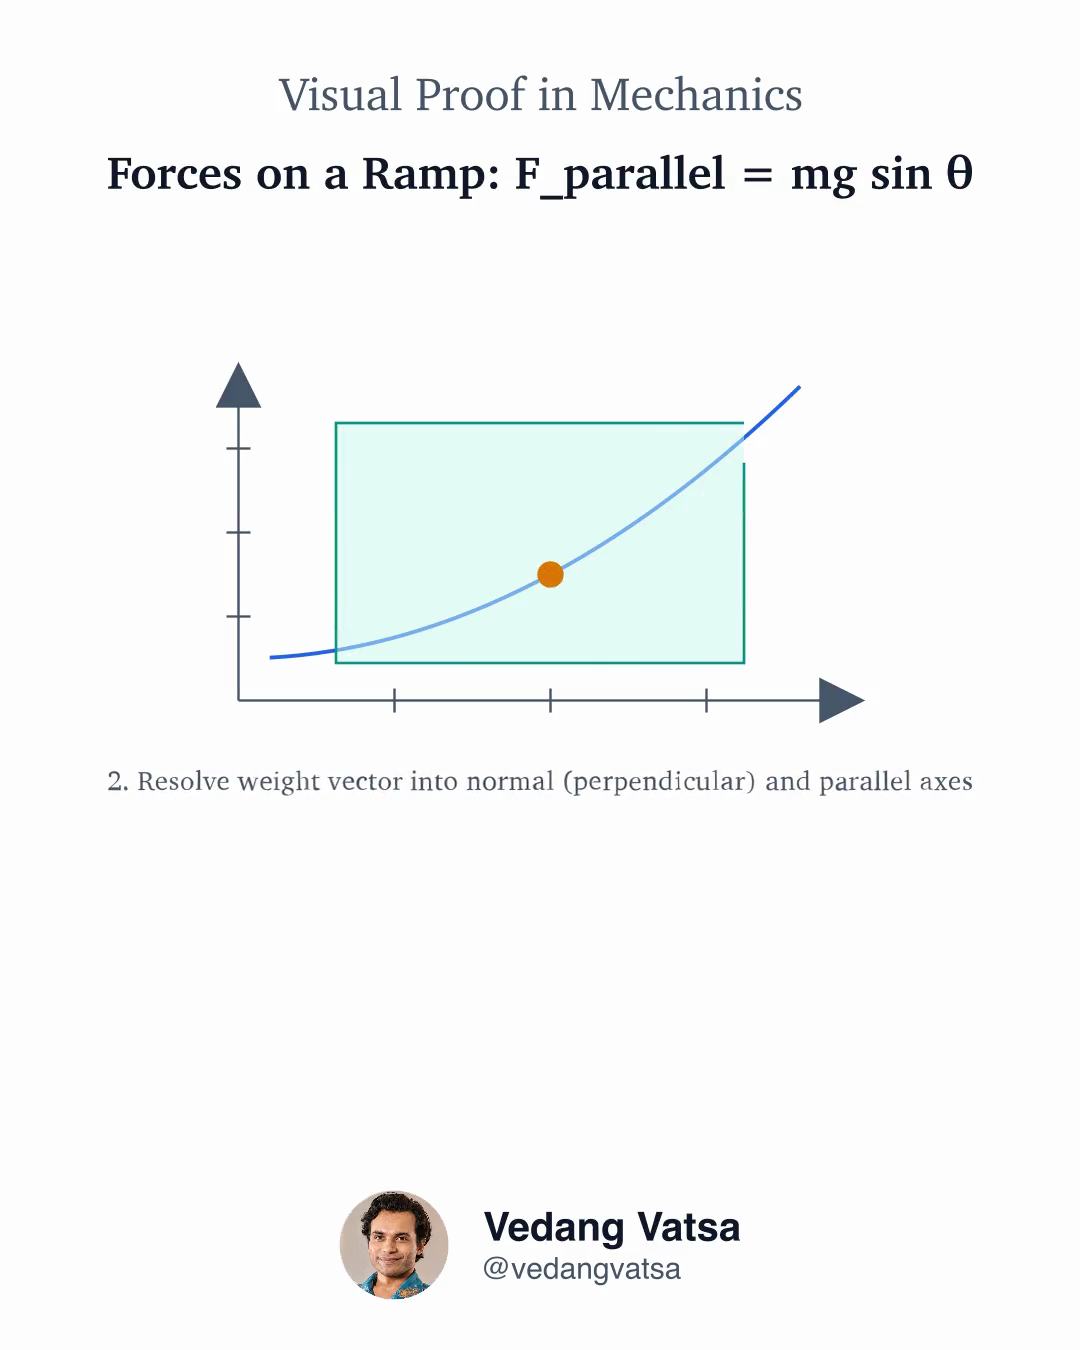 Visual Proof in Mechanics
Forces on a Ramp: F_parallel = mg sin θ
2. Resolve weight vector into normal (perpendicular) and parallel axes
Vedang Vatsa
@vedangvatsa